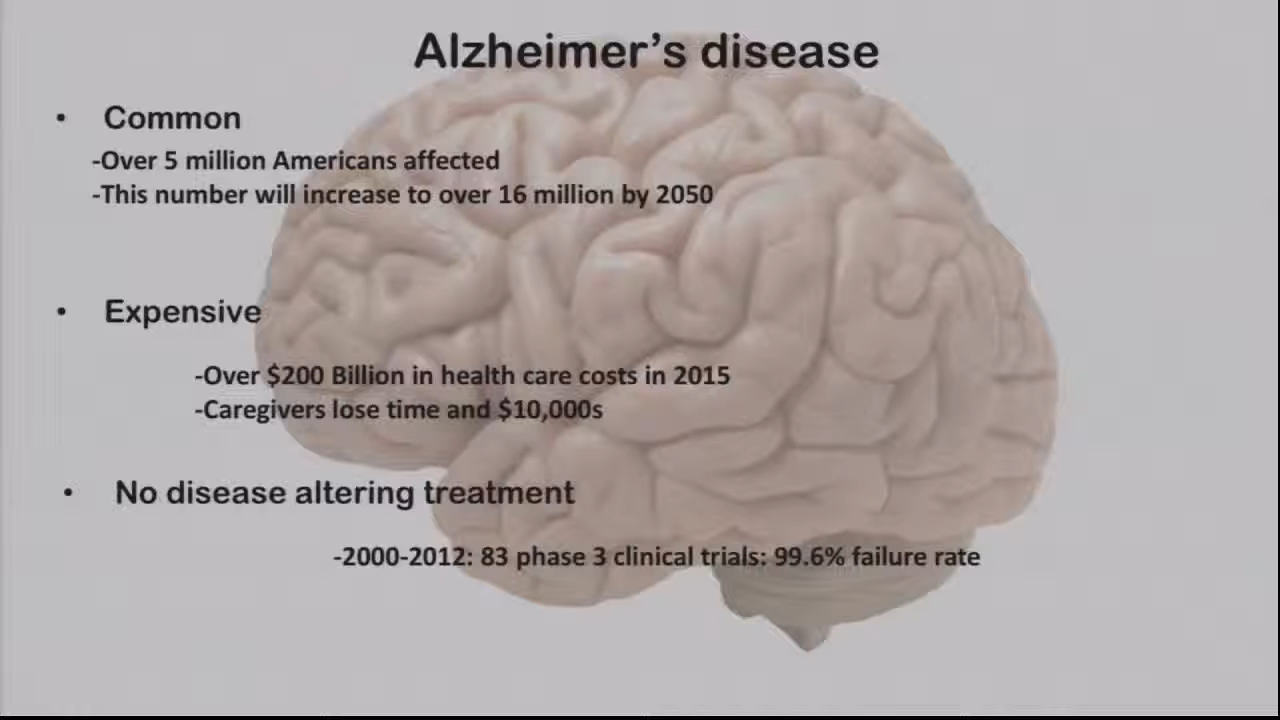 Alzheimer's disease
• Common
-Over 5 million Americans affected
-This number will increase to over 16 million by 2050
• Expensive
-Over $200 Billion in health care costs in 2015
-Caregivers lose time and $10,000s
• No disease altering treatment
-2000-2012: 83 phase 3 clinical trials: 99.6% failure rate